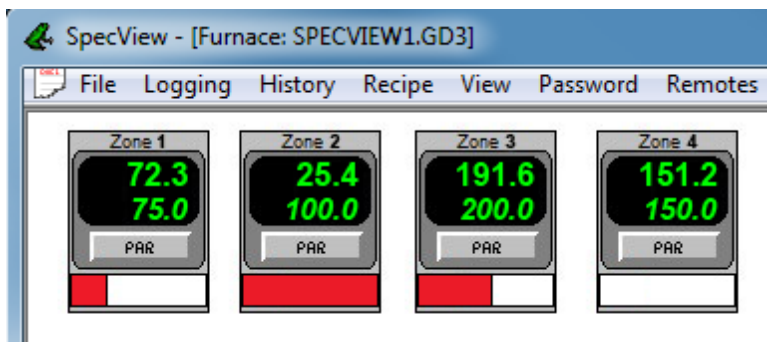 SpecView - [Furnace: SPECVIEW1.GD3]
File Logging History Recipe View Password Remotes
Zone 1 Zone 2 Zone 3 Zone 4
72.3 25.4 191.6 151.2
75.0 100.0 200.0 150.0
PAR PAR PAR PAR